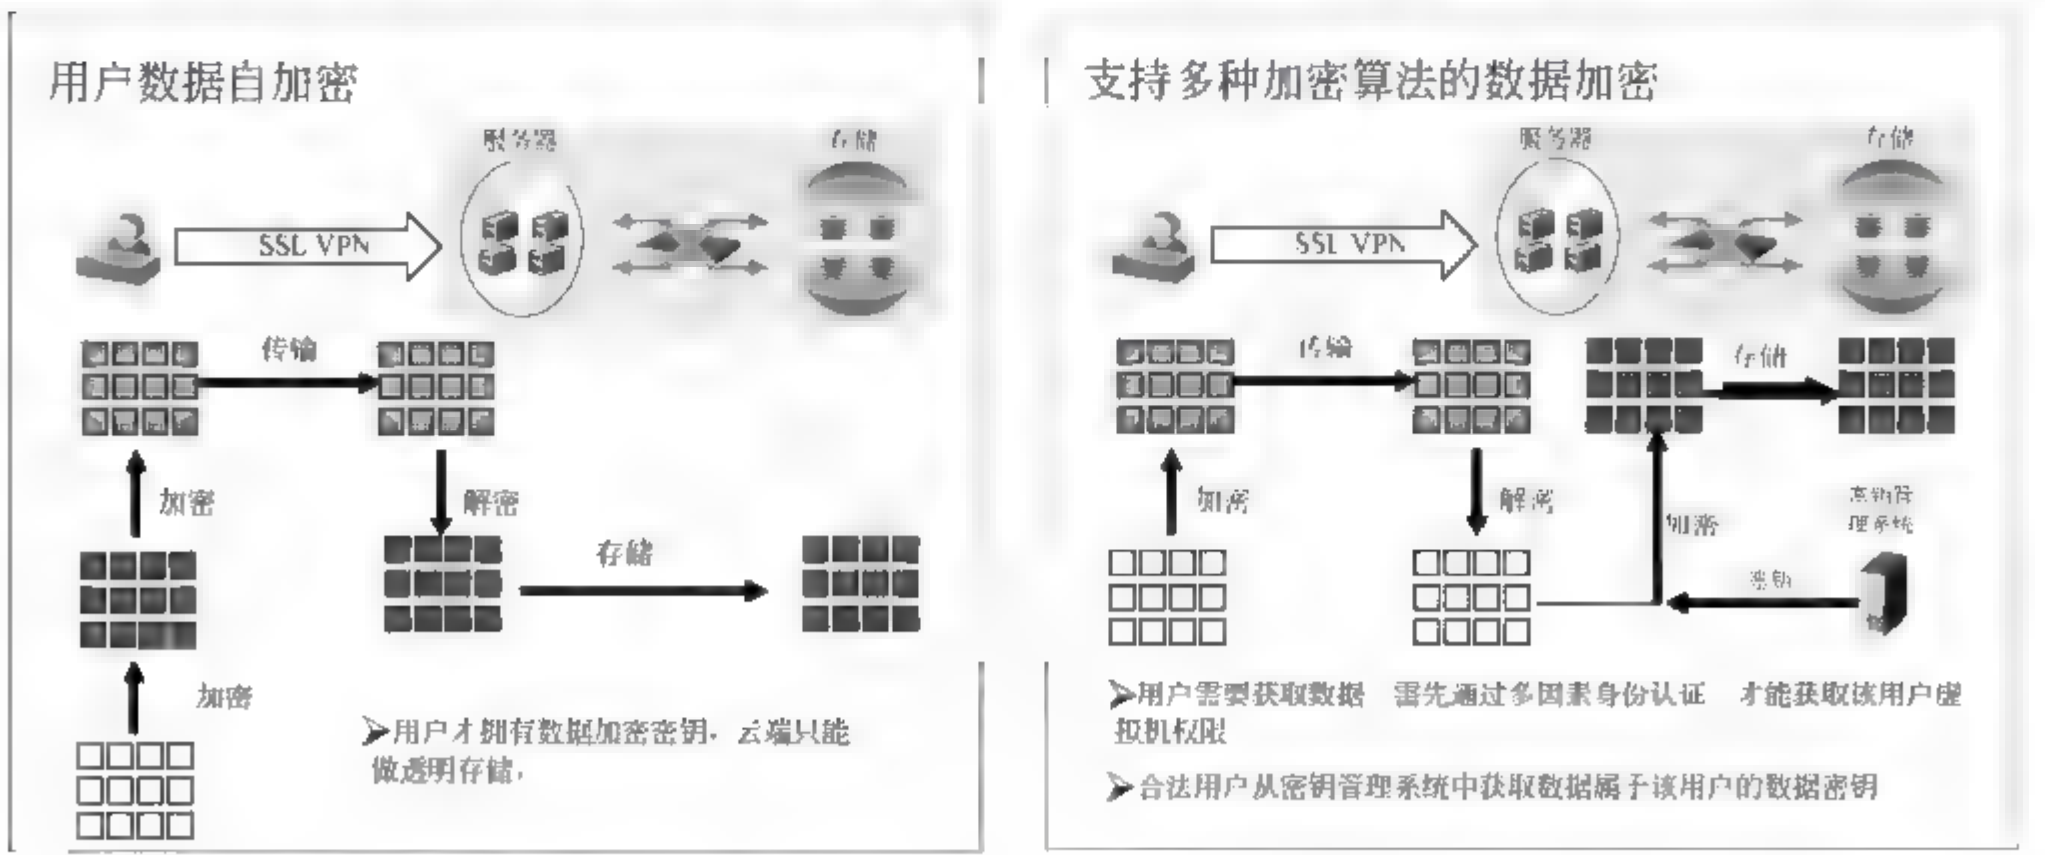 用户数据自加密
服务器
存储
SSL VPN
传输
加密
解密
存储
加密
用户才拥有数据加密密钥，云端只能
做透明存储，
支持多种加密算法的数据加密
服务器
存储
SSL VPN
传输
存储
加密
解密
加密
密钥管
理系统
密钥
用户需要获取数据 需先通过多因素身份认证 才能获取该用户虚
拟机权限
合法用户从密钥管理系统中获取数据属于该用户的数据密钥